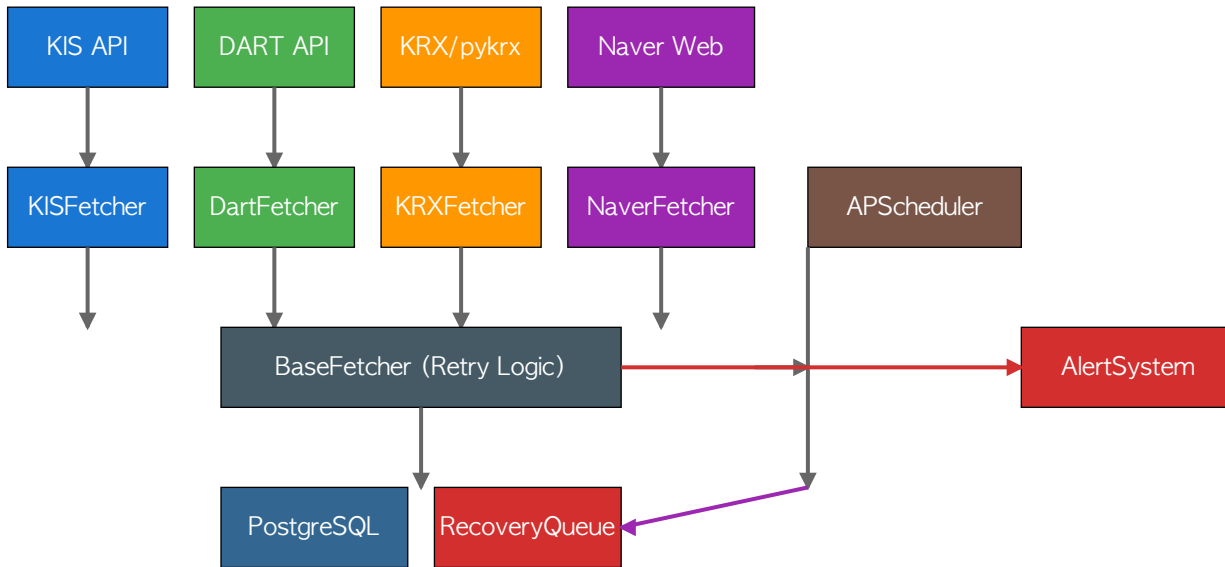 KIS API
DART API
KRX/pykrx
Naver Web
KISFetcher
DartFetcher
KRXFetcher
NaverFetcher
APScheduler
BaseFetcher (Retry Logic)
AlertSystem
PostgreSQL
RecoveryQueue